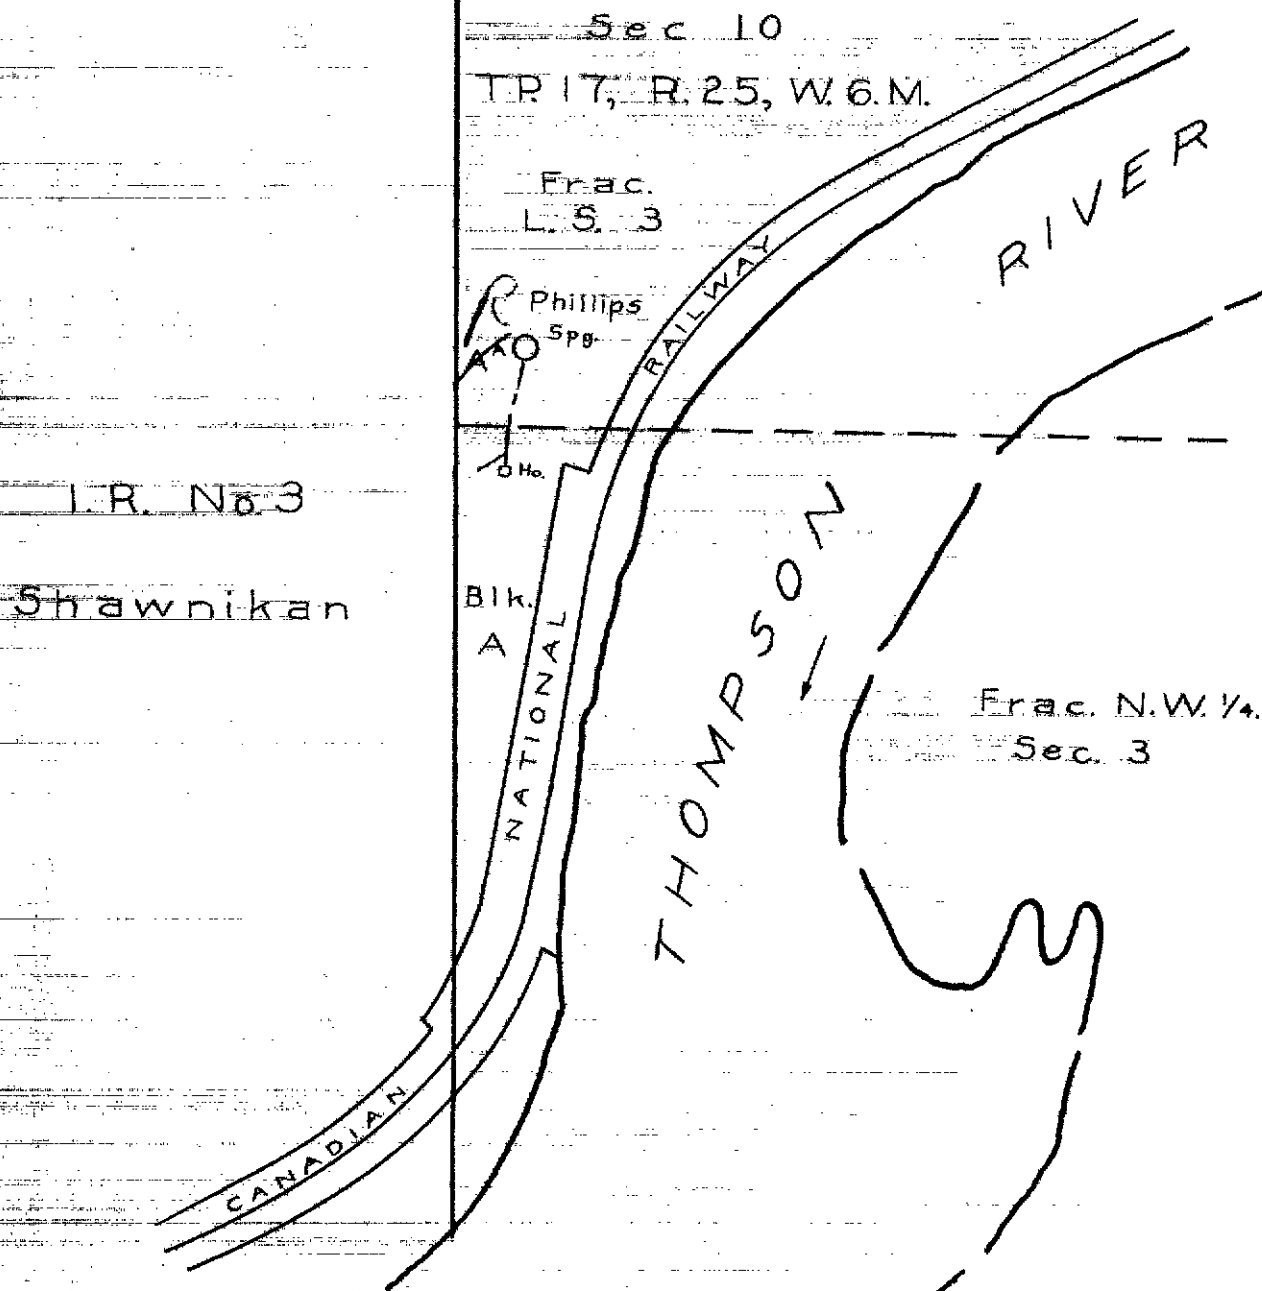 Sec 10
TP. 17, R. 25, W. 6. M.
Frac.
L. S. 3
RIVER
Phillips
Spg.
A A
RAILWAY
Ho.
I. R. No. 3
Shawnikan
Blk.
A
NATIONAL
THOMPSON
Frac. N.W. 1/4.
Sec. 3
CANADIAN